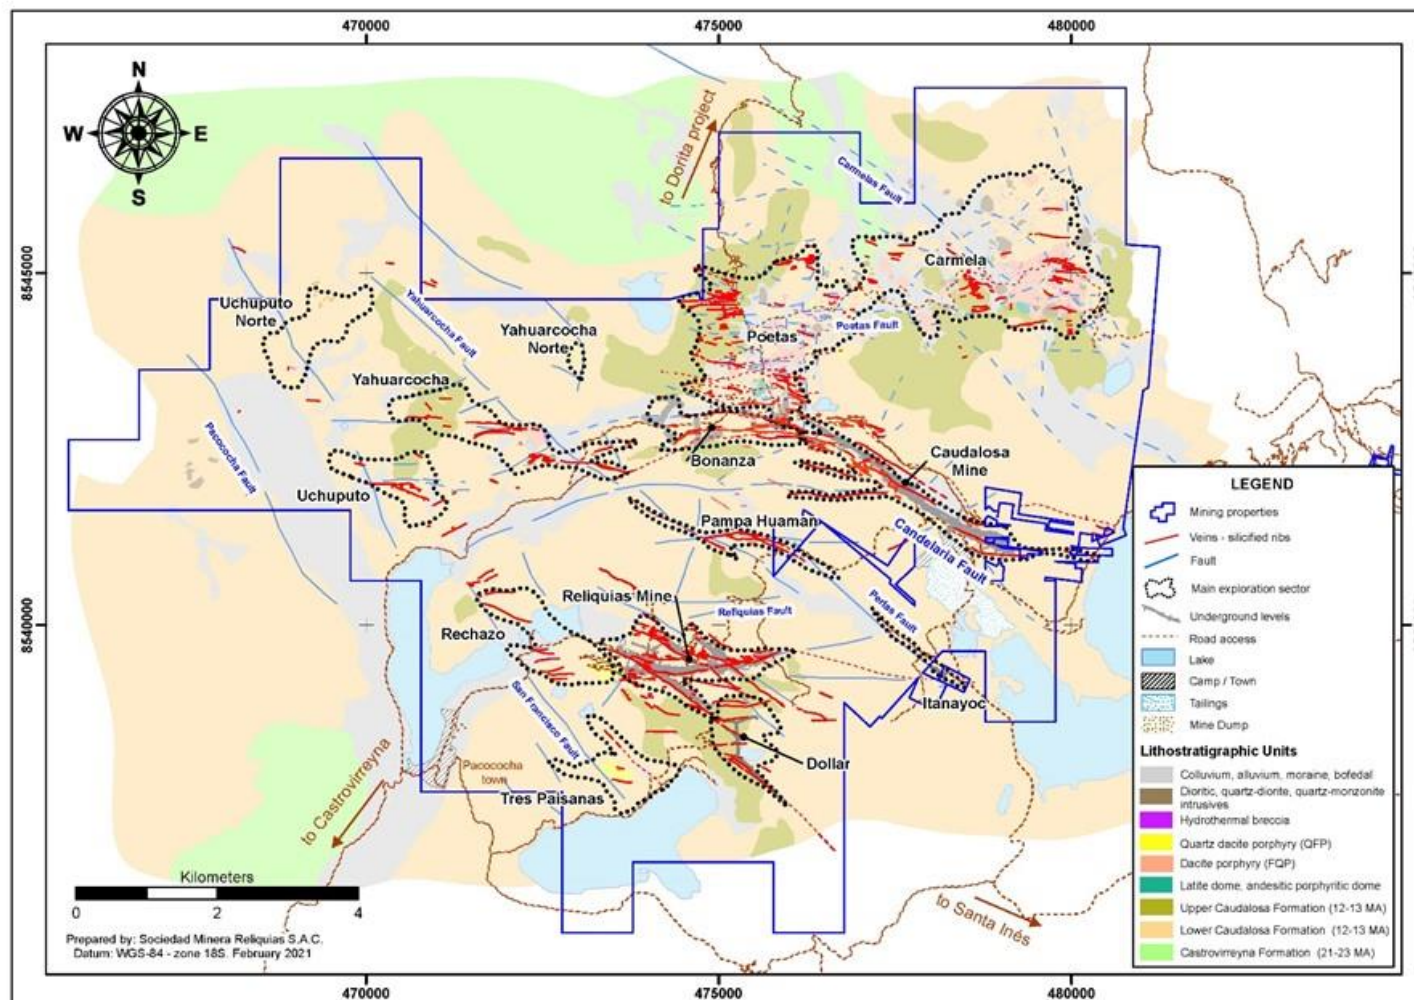 470000
475000
480000
N
W
E
S
to Dorita project
Carmelas Fault
8545000
Carmela
Uchuputo
Norte
Yahuarcocha Fault
Yahuarcocha
Norte
Poetas Fault
Poetas
Yahuarcocha
Pacococha Fault
Bonanza
Caudalosa
Mine
Uchuputo
Pampa Huamán
Candelaria Fault
Reliquias Mine
Reliquias Fault
Perlas Fault
8540000
Rechazo
San Francisco Fault
Itanayoc
Dollar
Pacococha
town
Tres Paisanas
to Castrovirreyna
to Santa Inés
LEGEND
Mining properties
Veins - silicified nbs
Fault
Main exploration sector
Underground levels
Road access
Lake
Camp / Town
Tailings
Mine Dump
Lithostratigraphic Units
Colluvium, alluvium, moraine, bofedal
Dioritic, quartz-diorite, quartz-monzonite
intrusives
Hydrothermal breccia
Quartz dacite porphyry (QFP)
Dacite porphyry (FQP)
Latite dome, andesitic porphyritic dome
Upper Caudalosa Formation (12-13 MA)
Lower Caudalosa Formation (12-13 MA)
Castrovirreyna Formation (21-23 MA)
Kilometers
0
2
4
Prepared by: Sociedad Minera Reliquias S.A.C.
Datum: WGS-84 - zone 18S. February 2021
470000
475000
480000